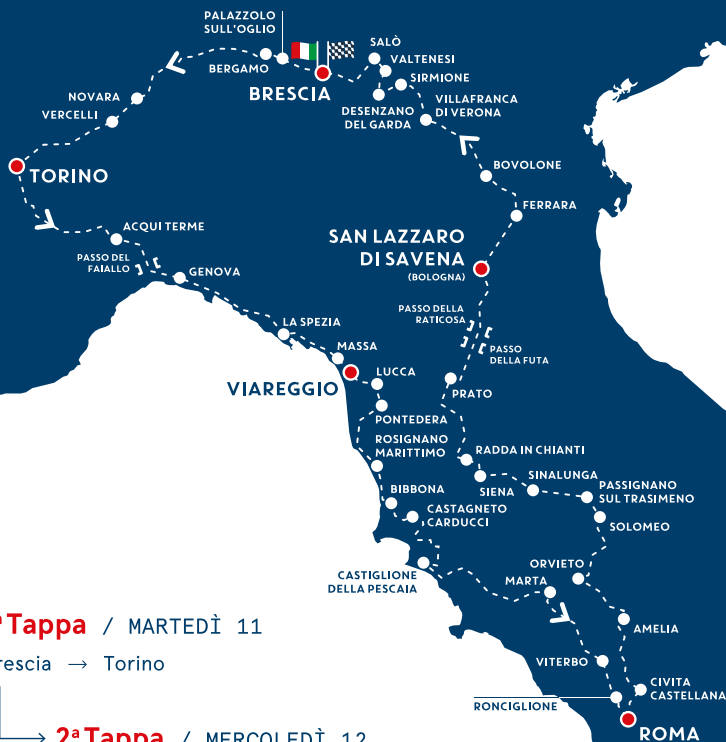 PALAZZOLO
SULL'OGLIO
BERGAMO
BRESCIA
SALÒ
VALTENESI
SIRMIONE
DESENZANO
DEL GARDA
VILLAFRANCA
DI VERONA
NOVARA
VERCELLI
TORINO
BOVOLONE
FERRARA
ACQUI TERME
PASSO DEL
FAIALLO
GENOVA
SAN LAZZARO
DI SAVENA
(BOLOGNA)
PASSO DELLA
RATICOSA
PASSO
DELLA FUTA
LA SPEZIA
MASSA
VIAREGGIO
LUCCA
PRATO
PONTEDERA
ROSIGNANO
MARITTIMO
RADDA IN CHIANTI
SIENA
SINALUNGA
PASSIGNANO
SUL TRASIMENO
BIBBONA
CASTAGNETO
CARDUCCI
SOLOMEO
CASTIGLIONE
DELLA PESCAIA
ORVIETO
MARTA
AMELIA
VITERBO
CIVITA
CASTELLANA
RONCIGLIONE
ROMA
ª Tappa / MARTEDÌ 11
rescia → Torino
2ª Tappa / MERCOLEDÌ 12